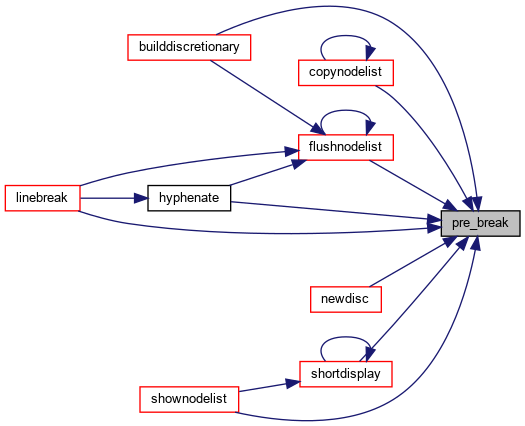 builddiscretionary
copynodelist
flushnodelist
linebreak
hyphenate
pre_break
newdisc
shortdisplay
shownodelist